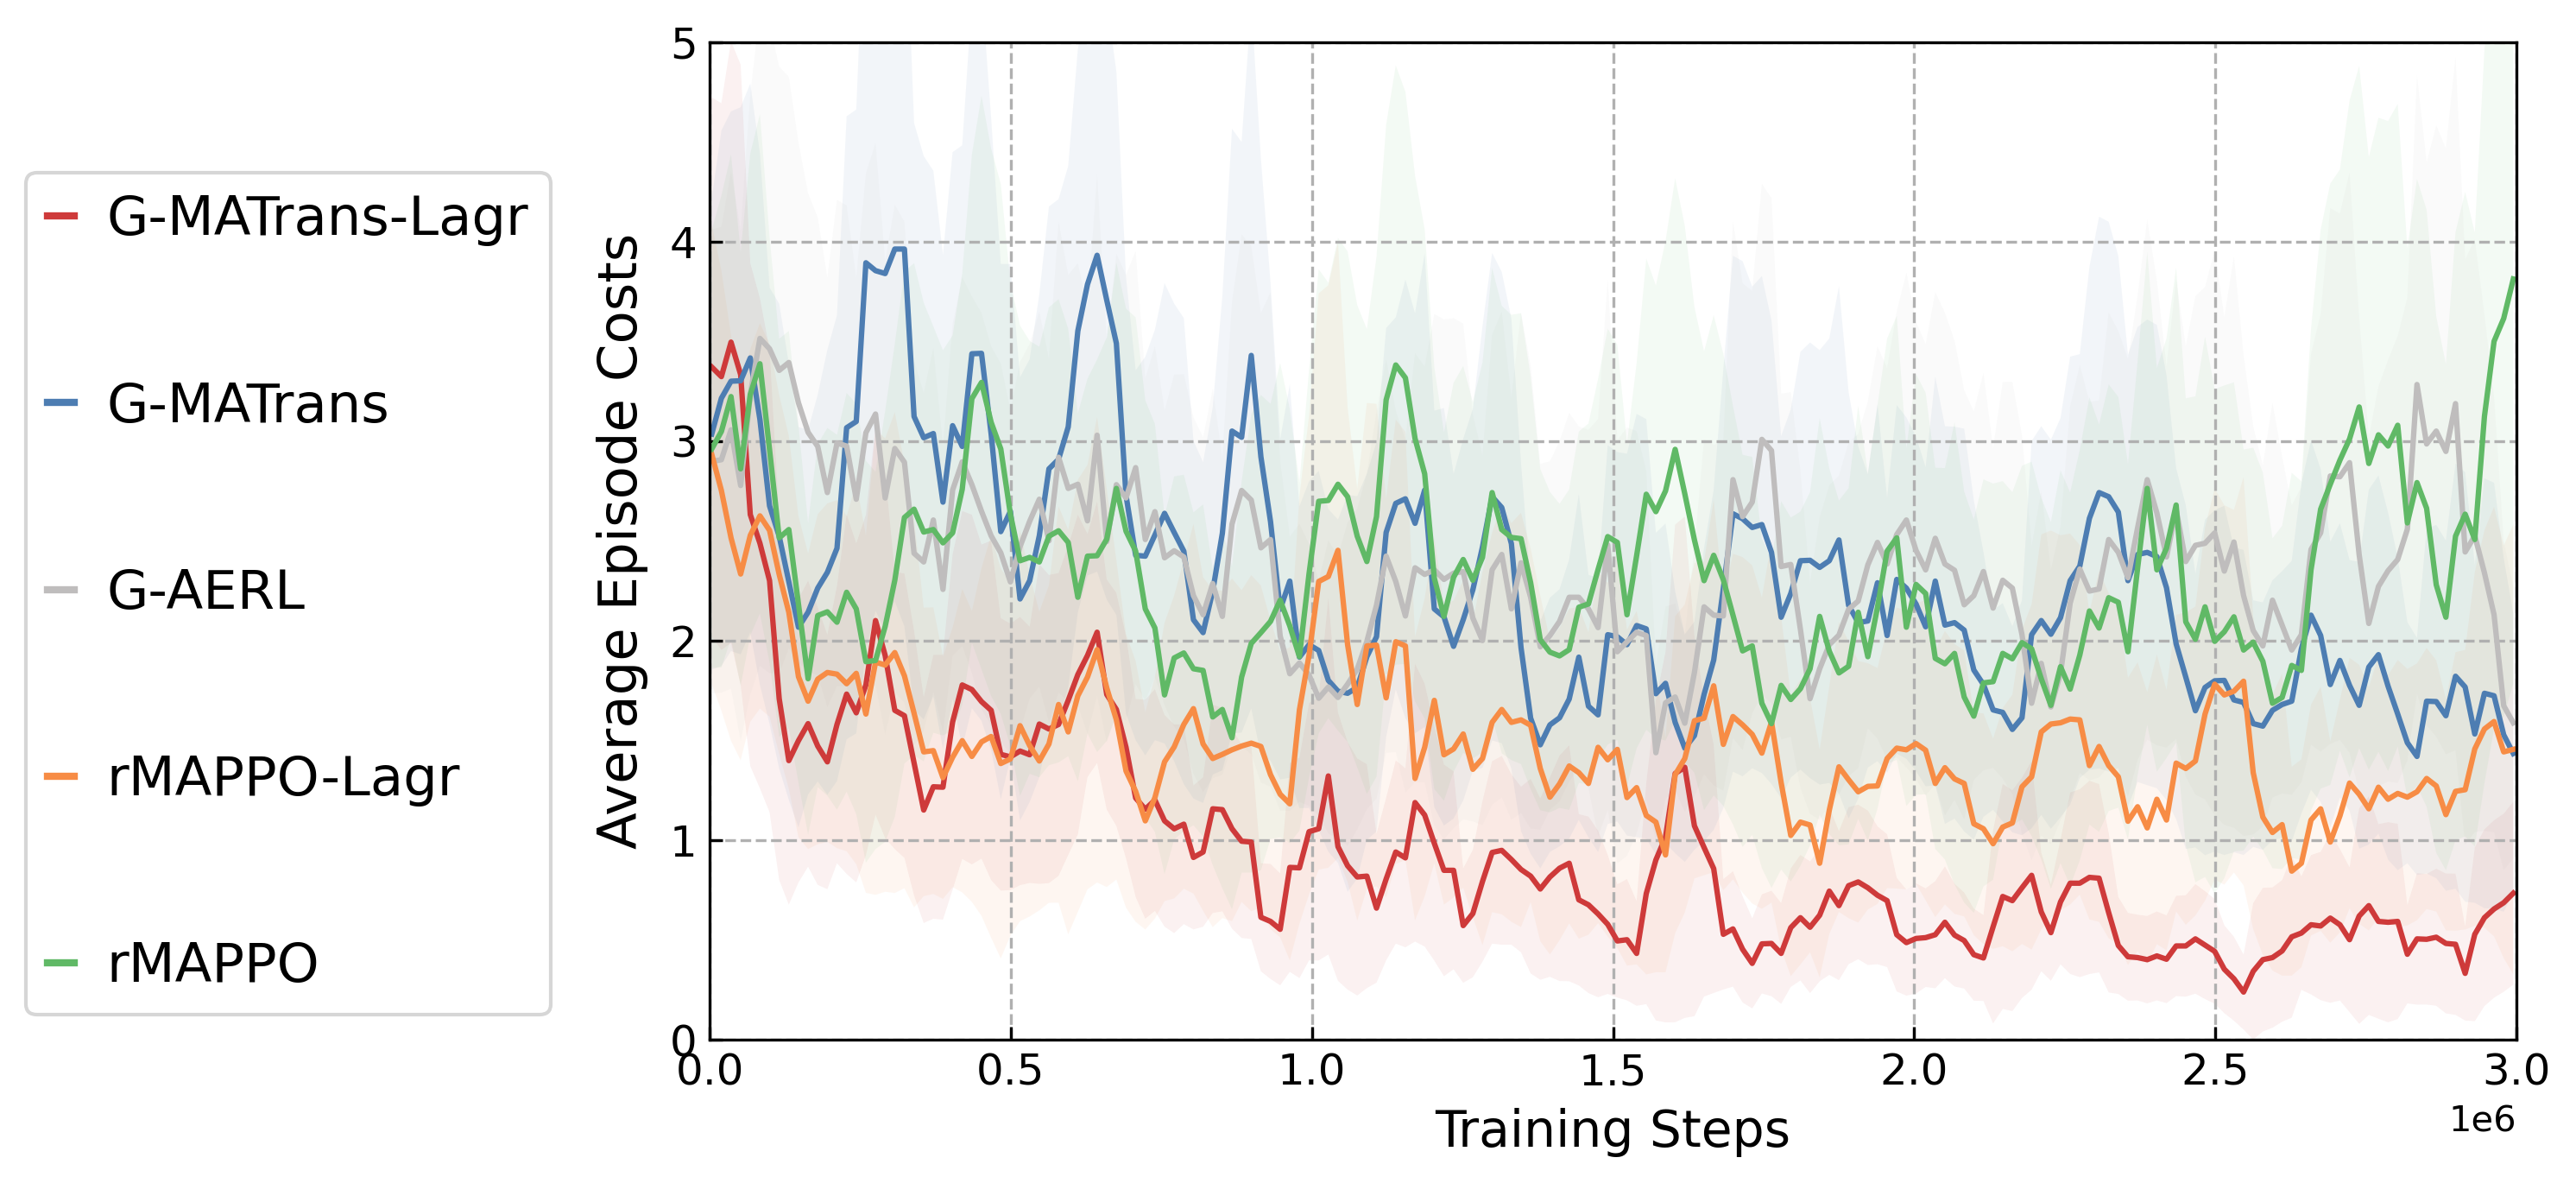 G-MATrans-Lagr
G-MATrans
G-AERL
rMAPPO-Lagr
rMAPPO
Average Episode Costs
5
4
3
2
1
0
0.0 0.5 1.0 1.5 2.0 2.5 3.0
1e6
Training Steps